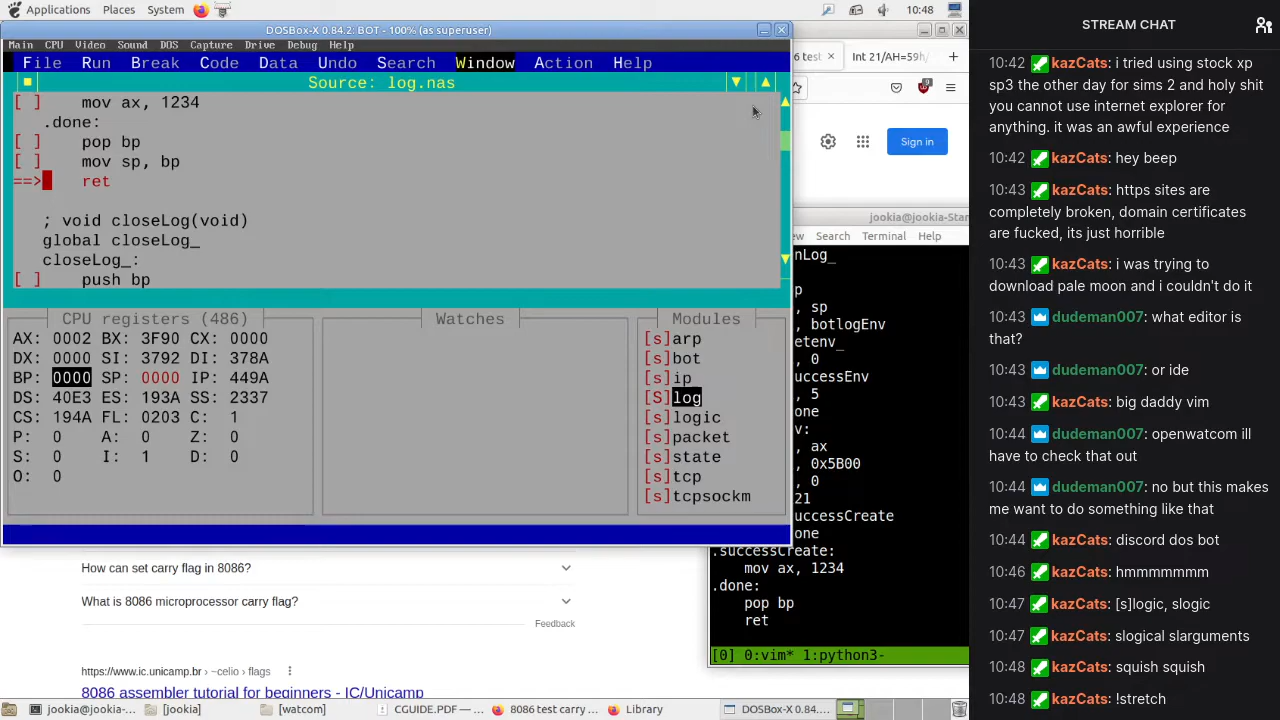 Applications Places System 10:48
DOSBox-X 0.84.2: BOT - 100% (as superuser)
Main CPU Video Sound DOS Capture Drive Debug Help
File Run Break Code Data Undo Search Window Action Help
Source: log.nas
[ ] mov ax, 1234
.done:
[ ] pop bp
[ ] mov sp, bp
==> ret
; void closeLog(void)
global closeLog_
closeLog_:
[ ] push bp
CPU registers (486)
AX: 0002 BX: 3F90 CX: 0000
DX: 0000 SI: 3792 DI: 378A
BP: 0000 SP: 0000 IP: 449A
DS: 40E3 ES: 193A SS: 2337
CS: 194A FL: 0203 C: 1
P: 0 A: 0 Z: 0
S: 0 I: 1 D: 0
O: 0
Watches
Modules
[s]arp
[s]bot
[s]ip
[S]log
[s]logic
[s]packet
[s]state
[s]tcp
[s]tcpsockm
6 test
Int 21/AH=59h/
9
Sign in
jookia@jookia-Star
ew Search Terminal Help
nLog_
p
, sp
, botlogEnv
etenv_
, 0
uccessEnv
, 5
one
v:
, ax
, 0x5B00
, 0
21
uccessCreate
one
.successCreate:
mov ax, 1234
.done:
pop bp
ret
[0] 0:vim* 1:python3-
How can set carry flag in 8086?
What is 8086 microprocessor carry flag?
Feedback
https://www.ic.unicamp.br › ~celio › flags
8086 assembler tutorial for beginners - IC/Unicamp
jookia@jookia-... [jookia] [watcom] CGUIDE.PDF —... 8086 test carry ... Library DOSBox-X 0.84....
STREAM CHAT
10:42 kazCats: i tried using stock xp
sp3 the other day for sims 2 and holy shit
you cannot use internet explorer for
anything. it was an awful experience
10:42 kazCats: hey beep
10:43 kazCats: https sites are
completely broken, domain certificates
are fucked, its just horrible
10:43 kazCats: i was trying to
download pale moon and i couldn't do it
10:43 dudeman007: what editor is
that?
10:43 dudeman007: or ide
10:43 kazCats: big daddy vim
10:44 dudeman007: openwatcom ill
have to check that out
10:44 dudeman007: no but this makes
me want to do something like that
10:44 kazCats: discord dos bot
10:46 kazCats: hmmmmmmm
10:47 kazCats: [s]logic, slogic
10:47 kazCats: slogical slarguments
10:48 kazCats: squish squish
10:48 kazCats: !stretch